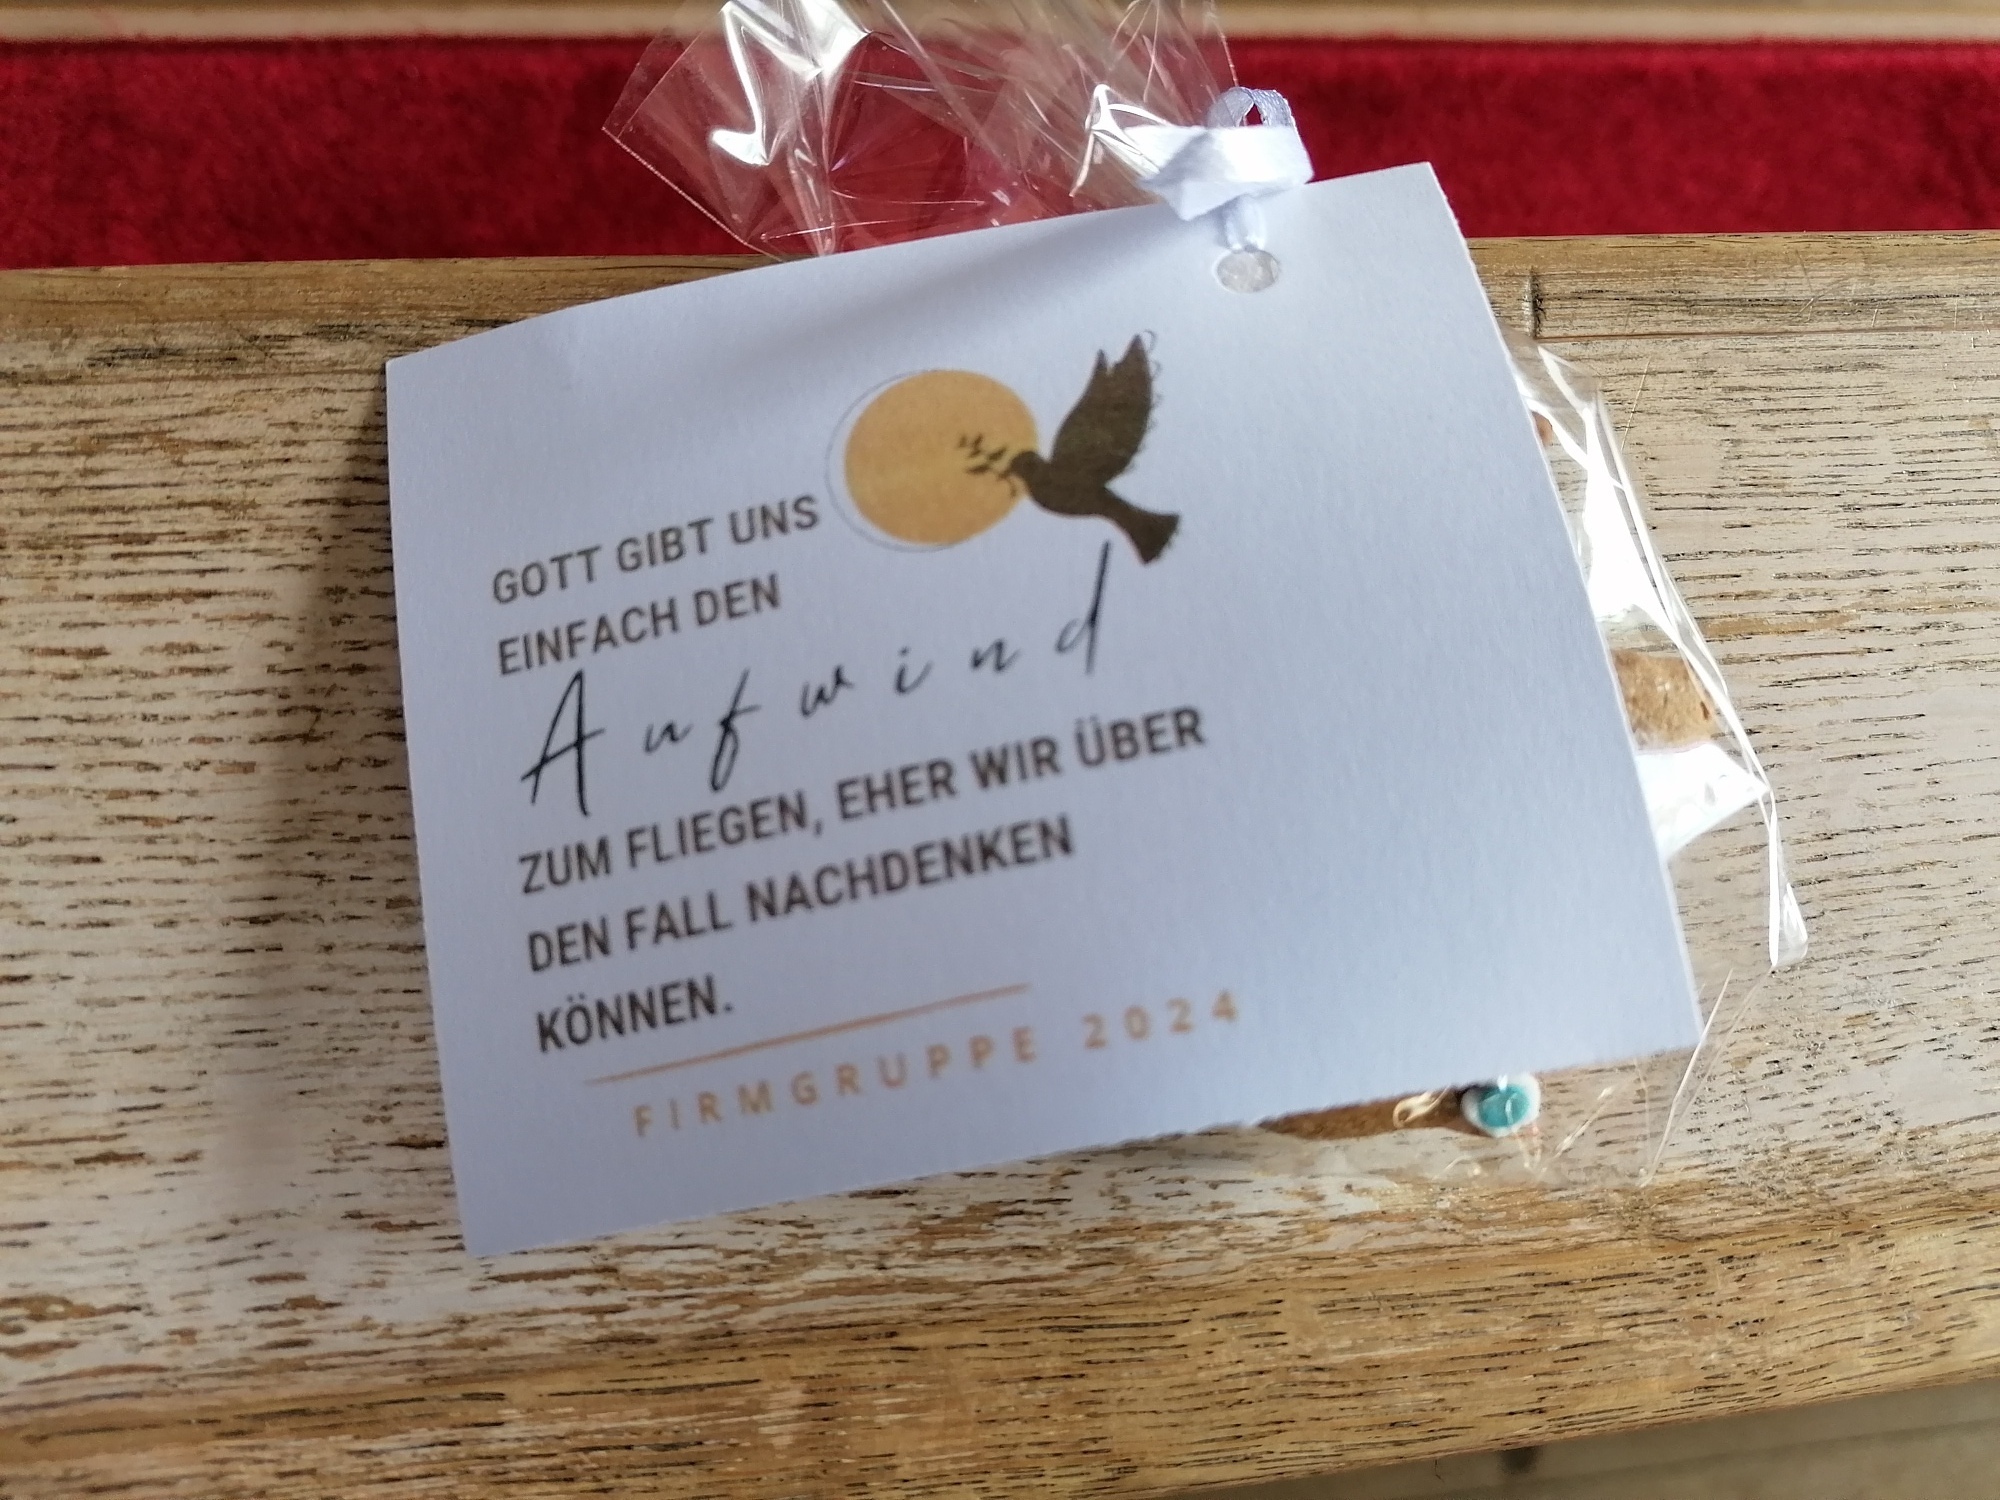 GOTT GIBT UNS
EINFACH DEN
Aufwind
ZUM FLIEGEN, EHER WIR ÜBER
DEN FALL NACHDENKEN
KÖNNEN.
FIRMGRUPPE 2024